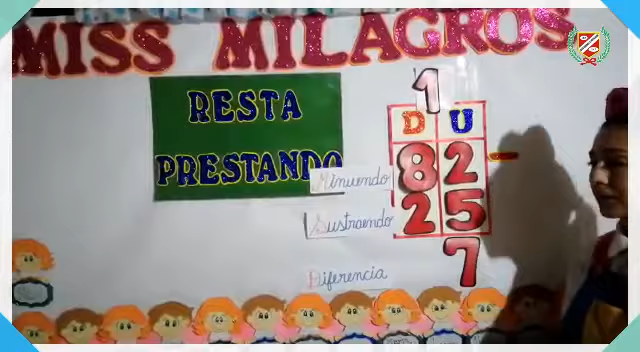 MISS MILAGROS
RESTA
PRESTANDO
1
D U
Minuendo 8 2
Sustraendo 2 5
Diferencia 7